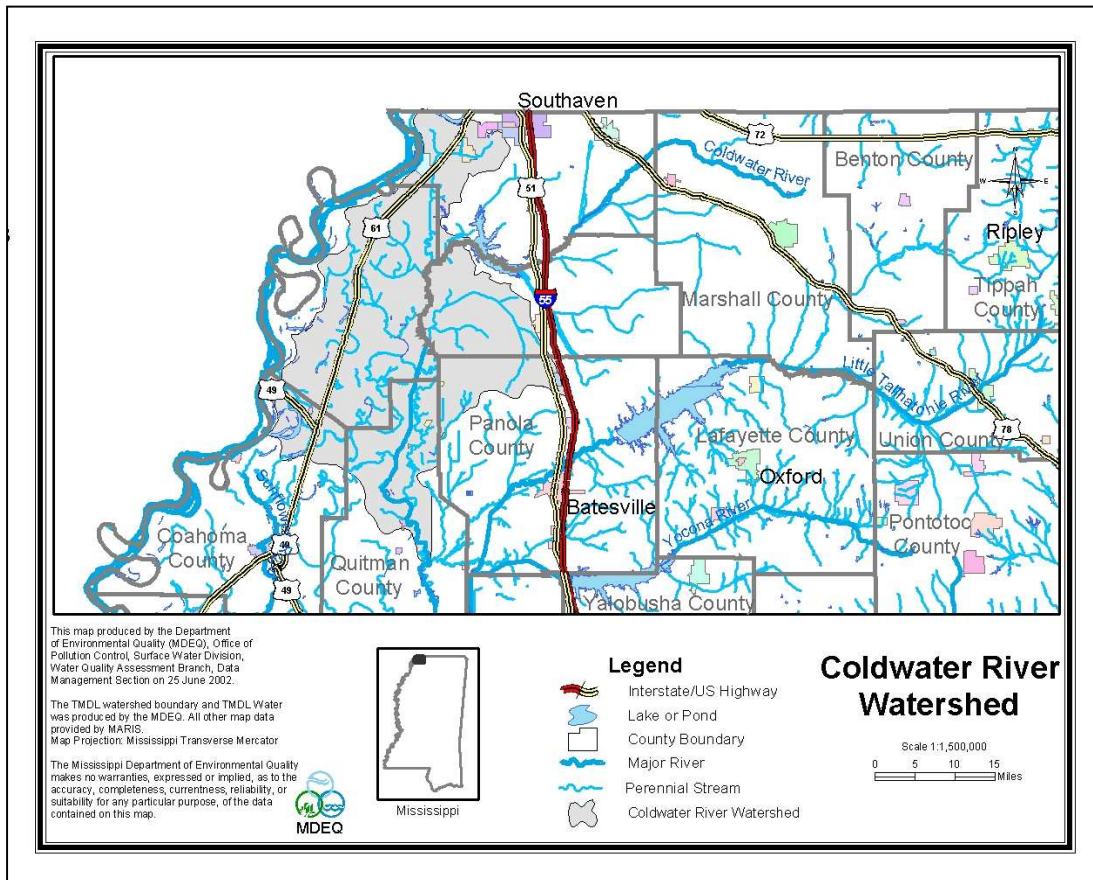 Southaven
72
Coldwater River
Benton County
N
W E
S
51
61
Ripley
Tippah
County
55
Marshall County
49
Little Tallahatchie River
Panola
County
Lafayette County
78
Union County
Oxford
Batesville
Yocona River
Pontotoc
County
Coahoma
County
49
Quitman
County
49
Yalobusha County
This map produced by the Department
of Environmental Quality (MDEQ), Office of
Pollution Control, Surface Water Division,
Water Quality Assessment Branch, Data
Management Section on 25 June 2002.
The TMDL watershed boundary and TMDL Water
was produced by the MDEQ. All other map data
provided by MARIS.
Map Projection: Mississippi Transverse Mercator
The Mississippi Department of Environmental Quality
makes no warranties, expressed or implied, as to the
accuracy, completeness, currentness, reliability, or
suitability for any particular purpose, of the data
contained on this map.
MDEQ
Mississippi
Legend
Interstate/US Highway
Lake or Pond
County Boundary
Major River
Perennial Stream
Coldwater River Watershed
Coldwater River
Watershed
Scale 1:1,500,000
0 5 10 15
Miles